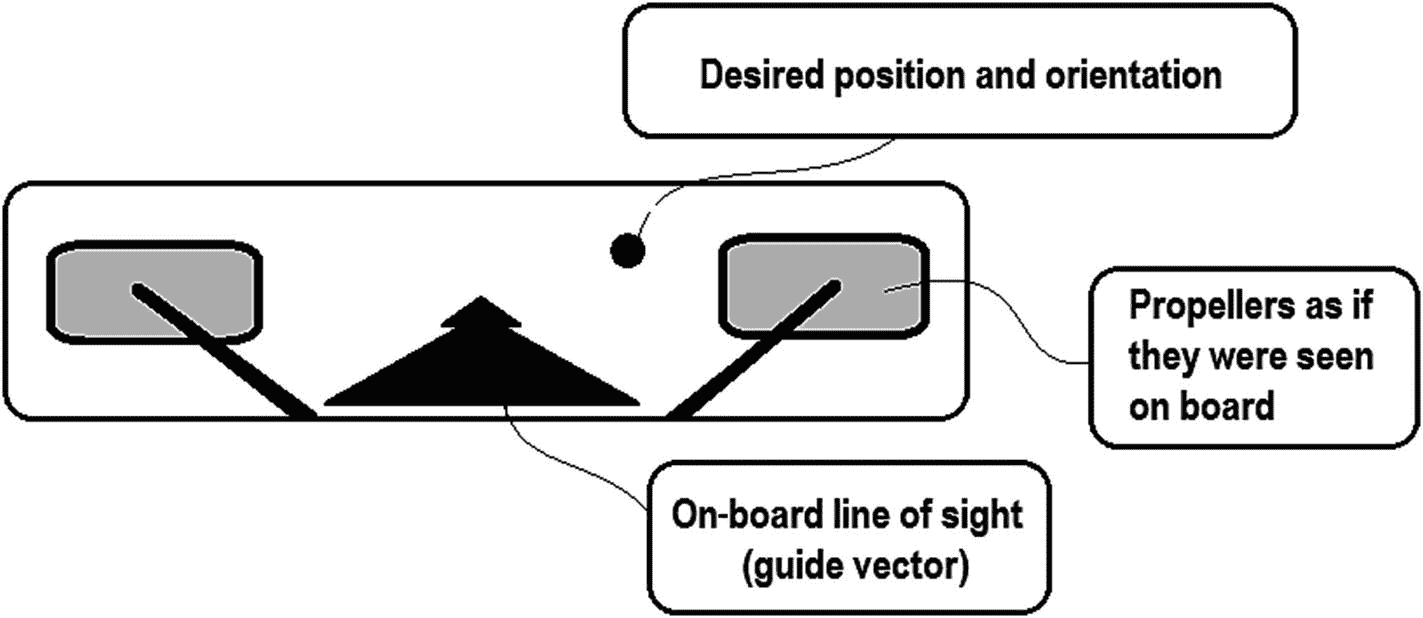 Desired position and orientation
Propellers as if
they were seen
on board
On-board line of sight
(guide vector)